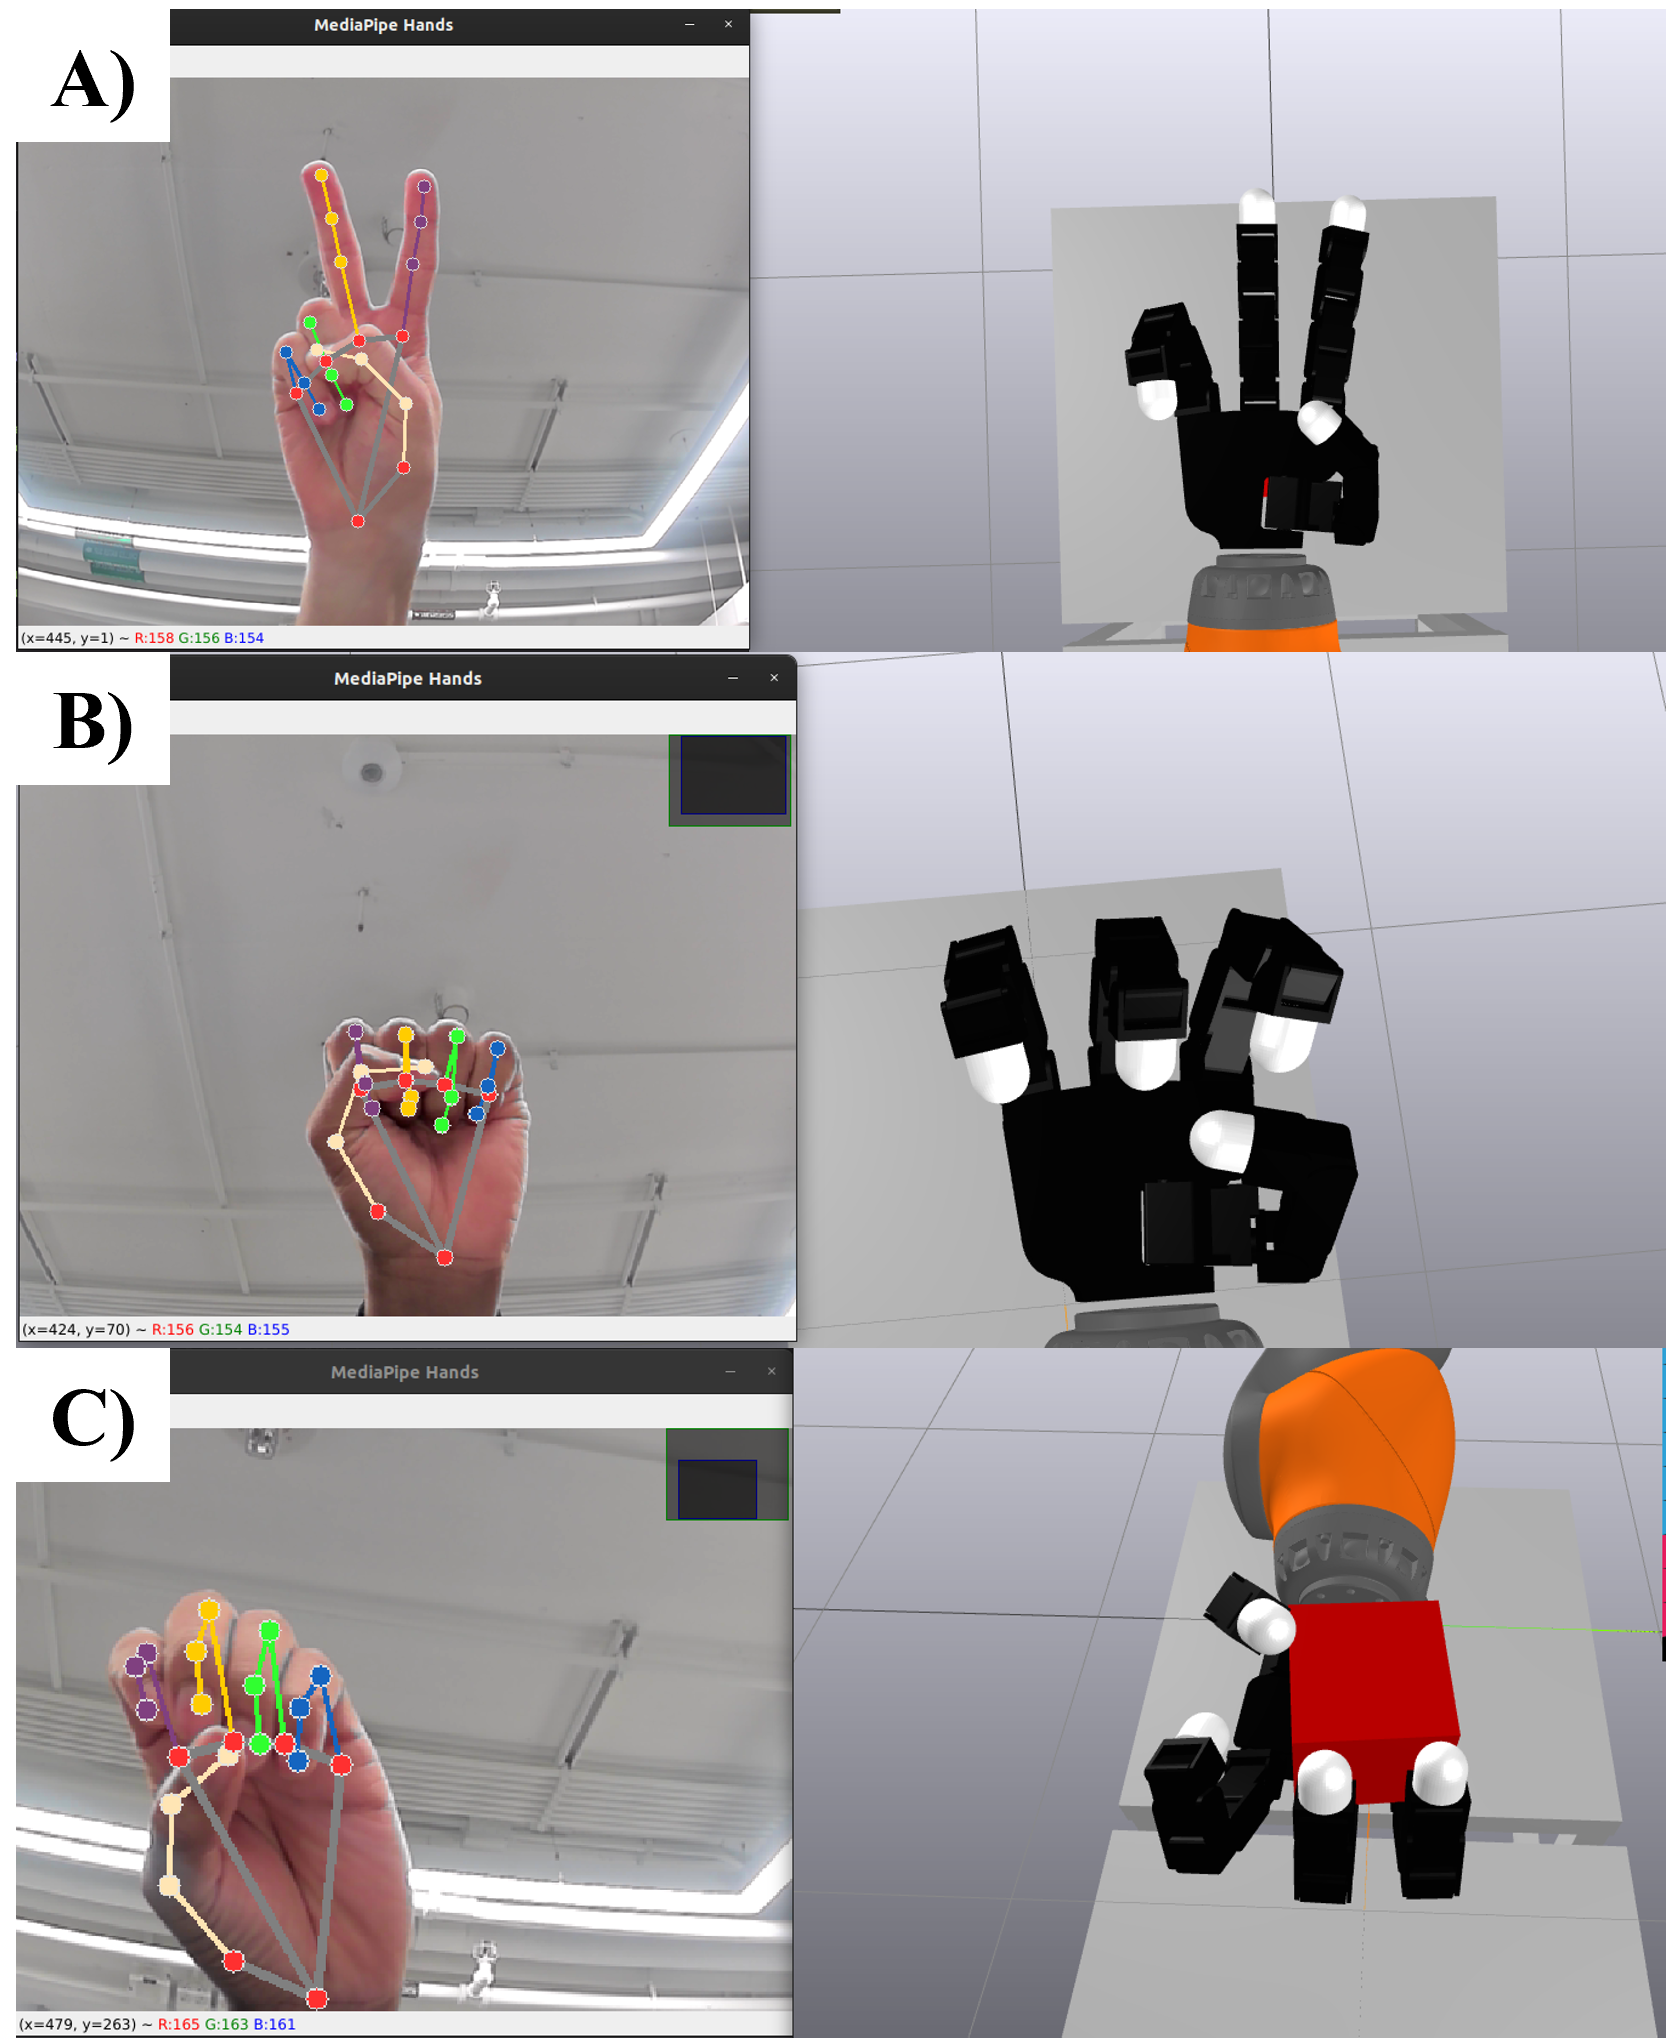 A)
MediaPipe Hands
(x=445, y=1) ~ R:158 G:156 B:154
B)
MediaPipe Hands
(x=424, y=70) ~ R:156 G:154 B:155
C)
MediaPipe Hands
(x=479, y=263) ~ R:165 G:163 B:161